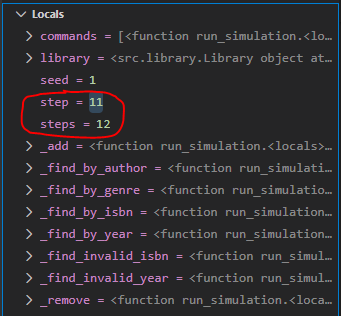 Locals
commands = [<function run_simulation.<lo...
library = <src.library.Library object at...
seed = 1
step = 11
steps = 12
_add = <function run_simulation.<locals>...
_find_by_author = <function run_simulati...
_find_by_genre = <function run_simulatio...
_find_by_isbn = <function run_simulation...
_find_by_year = <function run_simulation...
_find_invalid_isbn = <function run_simul...
_find_invalid_year = <function run_simul...
_remove = <function run_simulation.<loca...